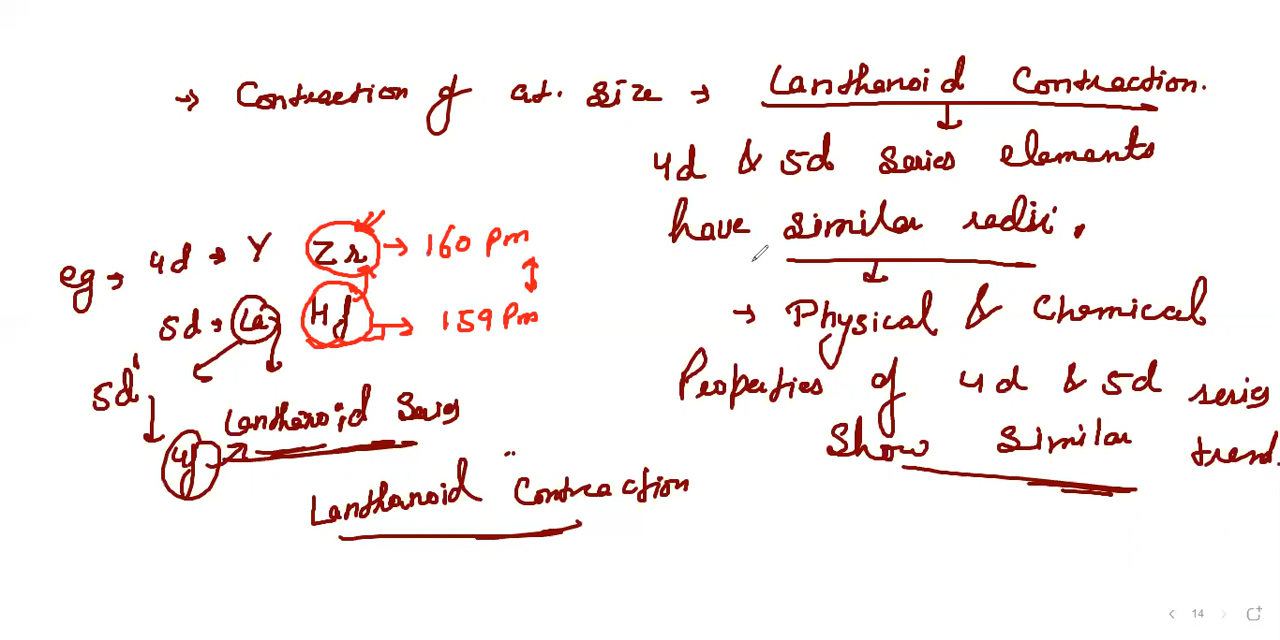 → Contraction of at. size → Lanthanoid Contraction.
4d & 5d series elements
have similar radii.
eg → 4d → Y Zr → 160 Pm
5d → La Hf → 159 Pm
→ Physical & Chemical
Properties of 4d & 5d series
Show similar trend.
5d¹
4f
Lanthanoid Series
Lanthanoid Contraction
14